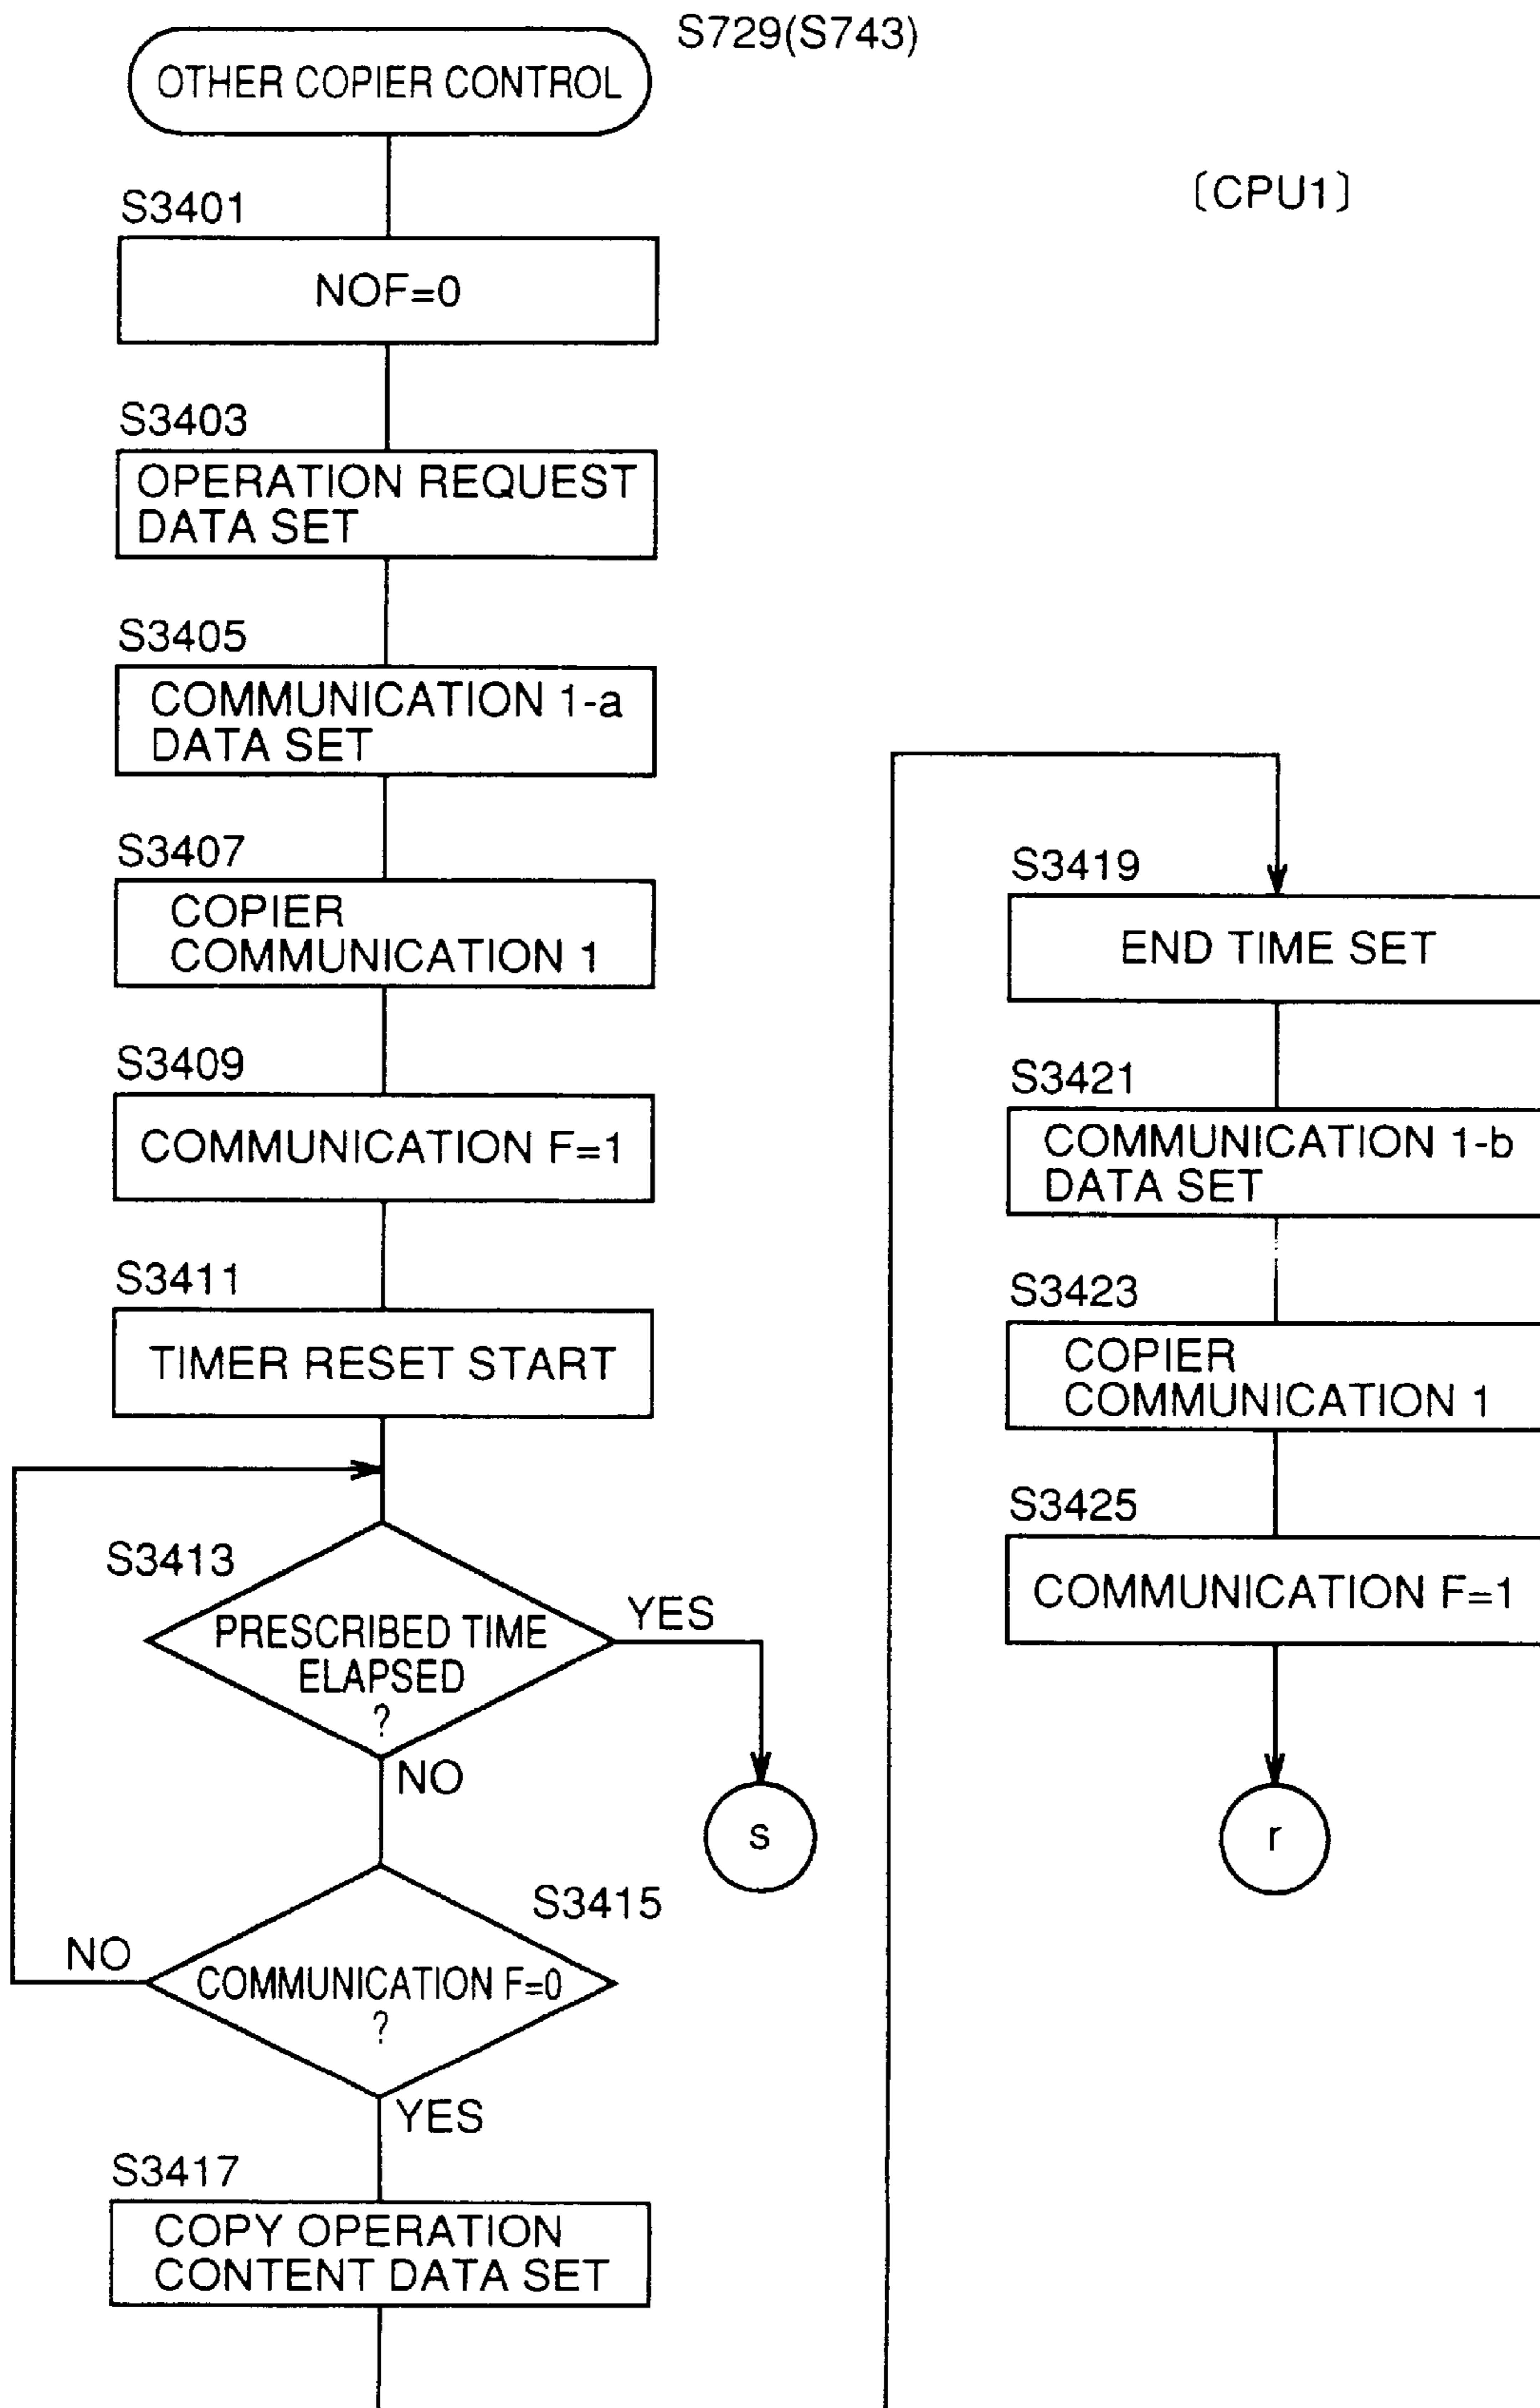 S729(S743)
OTHER COPIER CONTROL
[CPU1]
S3401
NOF=0
S3403
OPERATION REQUEST
DATA SET
S3405
COMMUNICATION 1-a
DATA SET
S3407
COPIER
COMMUNICATION 1
S3409
COMMUNICATION F=1
S3411
TIMER RESET START
S3413
PRESCRIBED TIME
ELAPSED
?
YES
s
NO
S3415
COMMUNICATION F=0
?
NO
YES
S3417
COPY OPERATION
CONTENT DATA SET
S3419
END TIME SET
S3421
COMMUNICATION 1-b
DATA SET
S3423
COPIER
COMMUNICATION 1
S3425
COMMUNICATION F=1
r